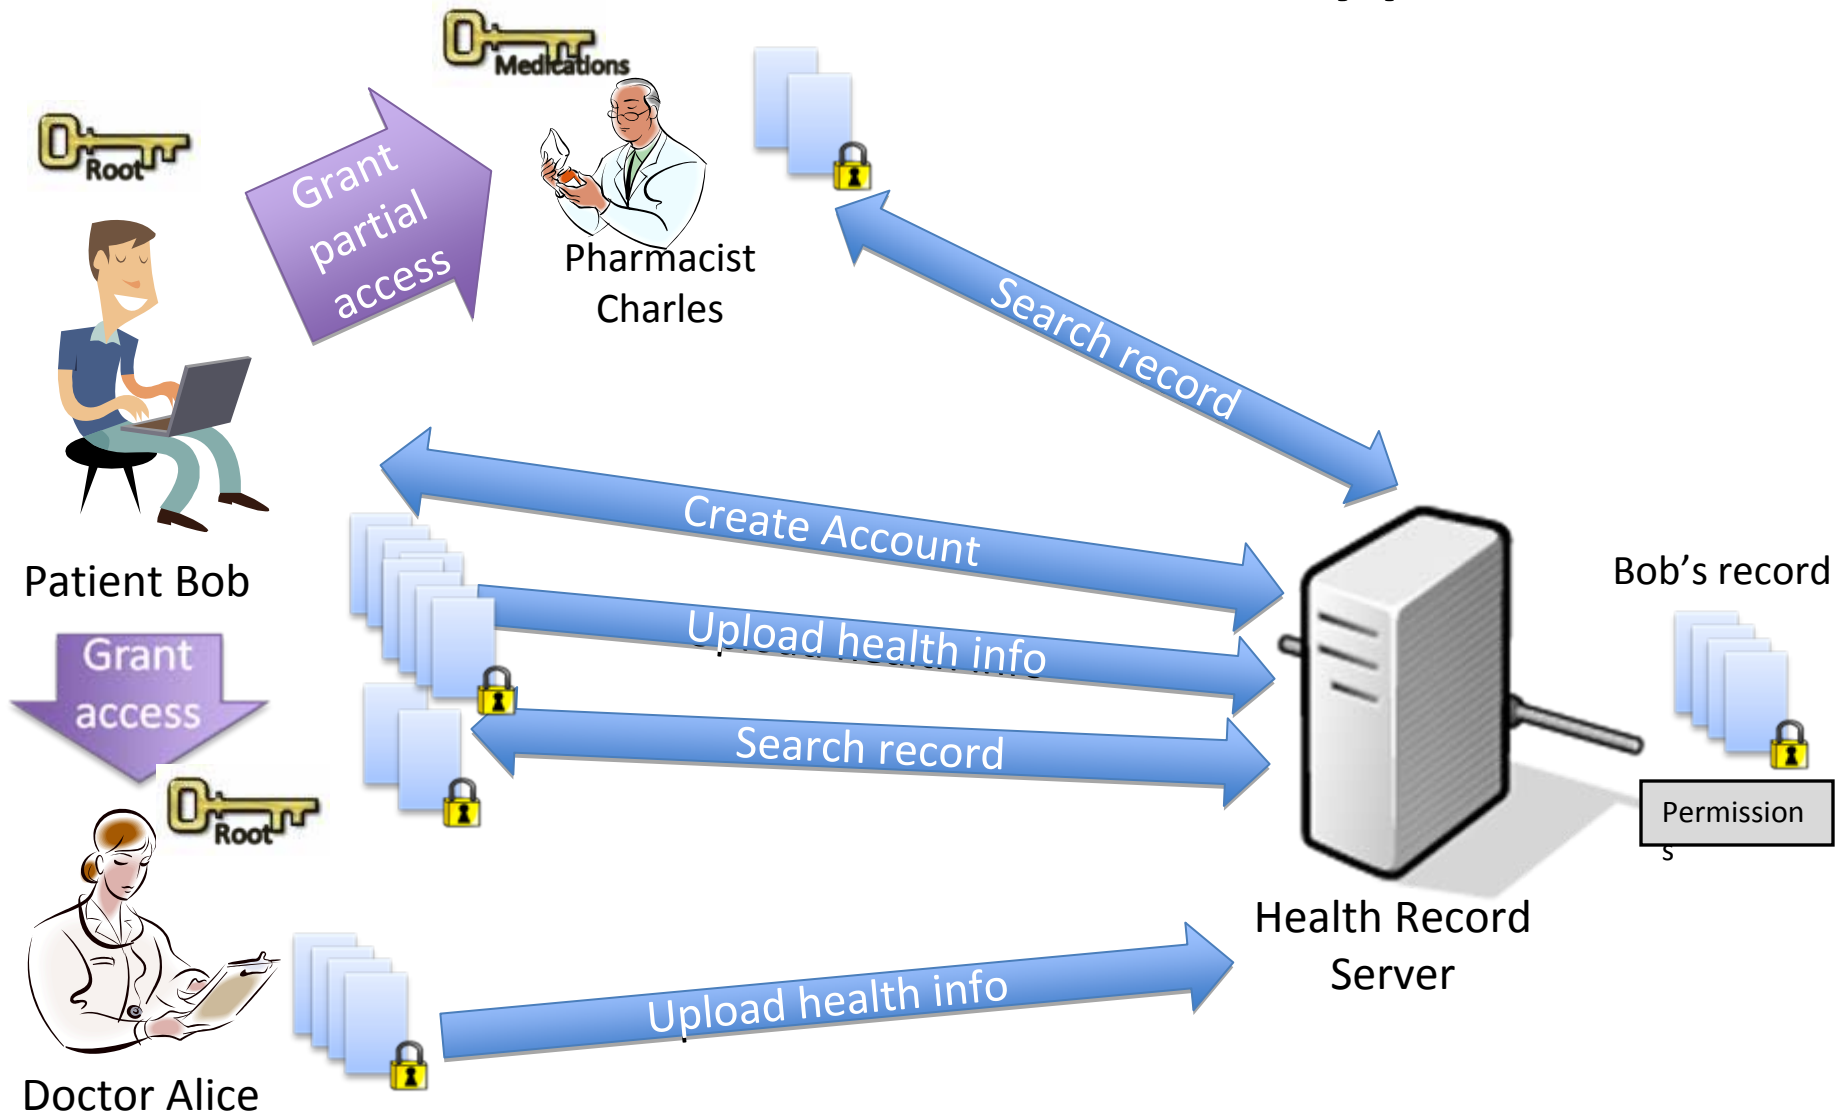 Medications
Root
Grant
partial
access
Pharmacist
Charles
Search record
Create Account
Patient Bob
Bob's record
Upload health info
Grant
access
Search record
Root
Permission
s
Health Record
Server
Upload health info
Doctor Alice